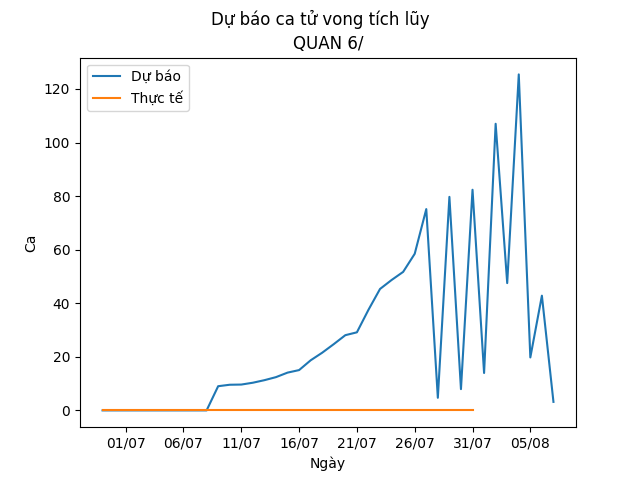 Dự báo ca tử vong tích lũy
QUAN 6/
Dự báo
Thực tế
120
100
80
60
40
20
0
Ca
01/07 06/07 11/07 16/07 21/07 26/07 31/07 05/08
Ngày